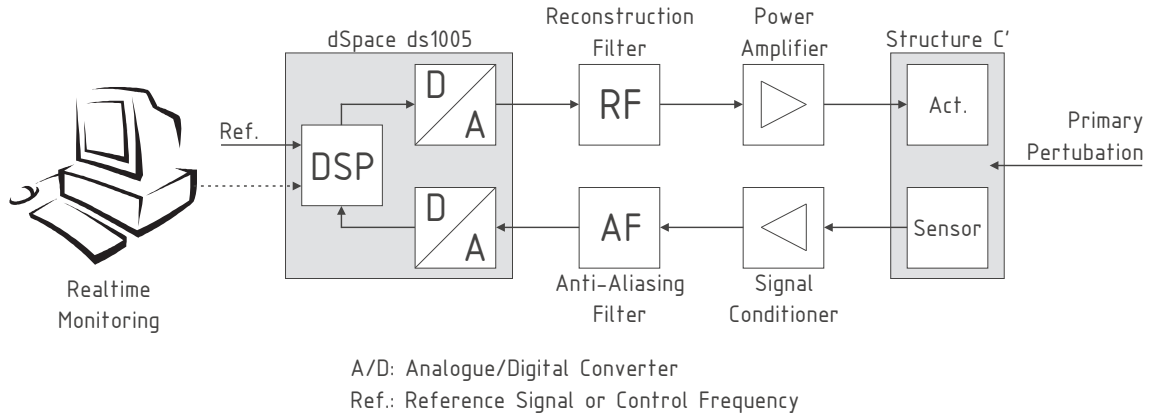 Reconstruction
Filter
Power
Amplifier
dSpace ds1005
Structure C'
D
A
RF
Act.
Primary
Pertubation
Ref.
DSP
D
A
AF
Sensor
Realtime
Monitoring
Anti-Aliasing
Filter
Signal
Conditioner
A/D: Analogue/Digital Converter
Ref.: Reference Signal or Control Frequency